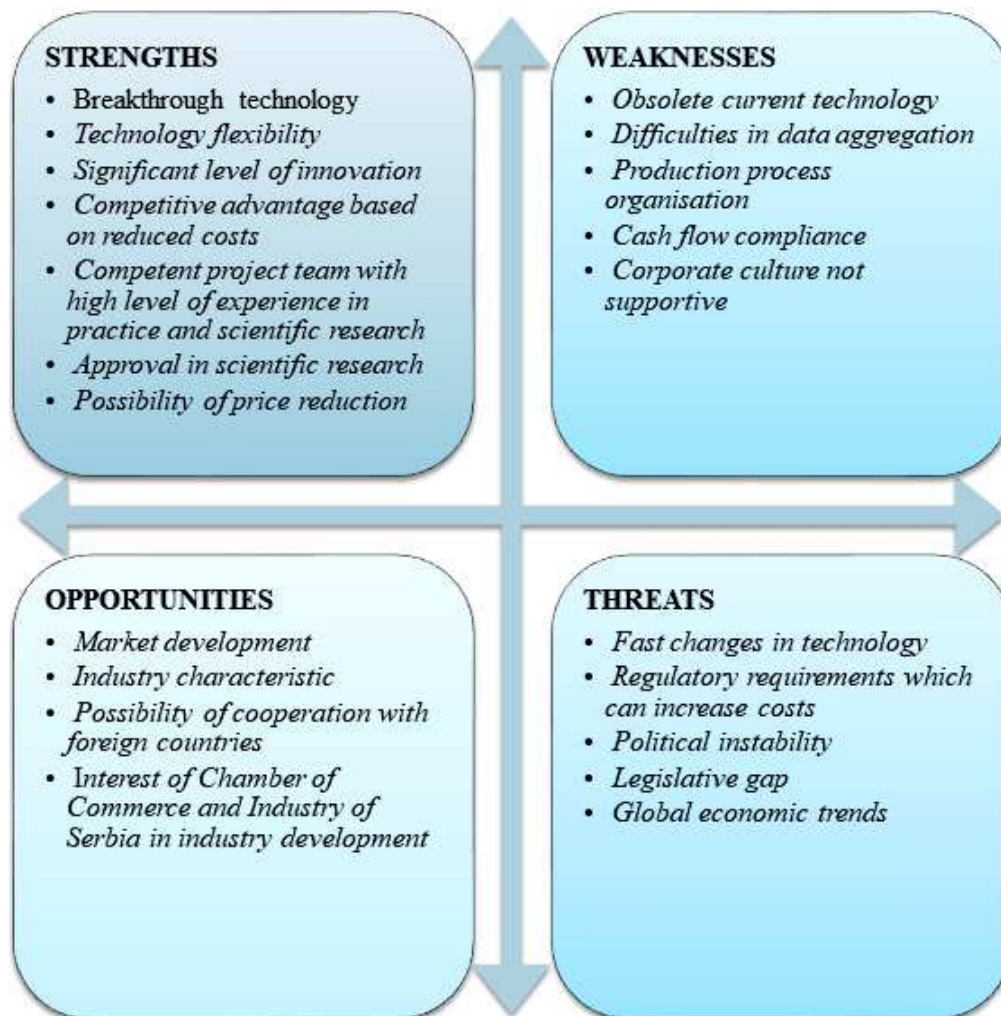 STRENGTHS
• Breakthrough technology
• Technology flexibility
• Significant level of innovation
• Competitive advantage based
on reduced costs
• Competent project team with
high level of experience in
practice and scientific research
• Approval in scientific research
• Possibility of price reduction
WEAKNESSES
• Obsolete current technology
• Difficulties in data aggregation
• Production process
organisation
• Cash flow compliance
• Corporate culture not
supportive
OPPORTUNITIES
• Market development
• Industry characteristic
• Possibility of cooperation with
foreign countries
• Interest of Chamber of
Commerce and Industry of
Serbia in industry development
THREATS
• Fast changes in technology
• Regulatory requirements which
can increase costs
• Political instability
• Legislative gap
• Global economic trends